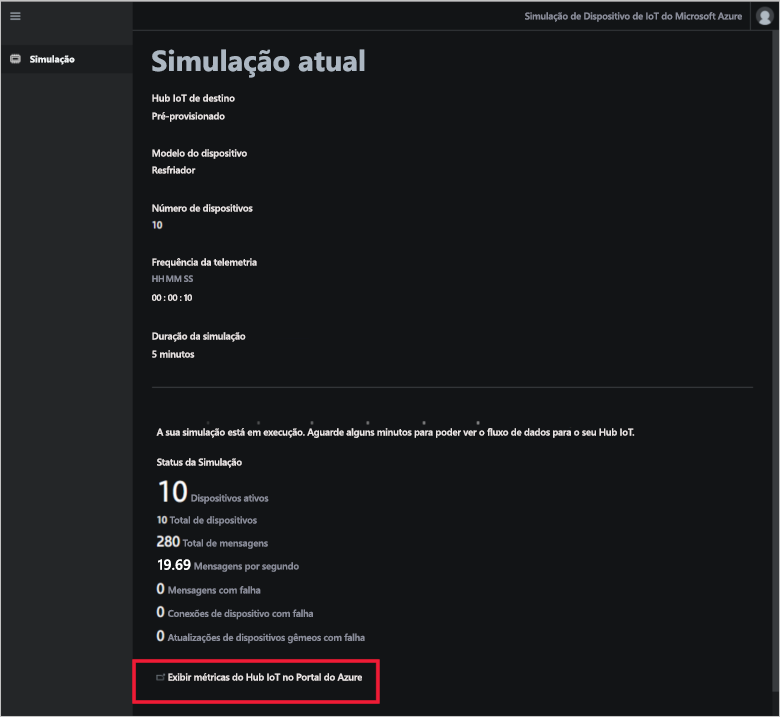 Simulação de Dispositivo de IoT do Microsoft Azure
Simulação
Simulação atual
Hub IoT de destino
Pré-provisionado
Modelo do dispositivo
Resfriador
Número de dispositivos
10
Frequência da telemetria
HH MM SS
00 : 00 : 10
Duração da simulação
5 minutos
A sua simulação está em execução. Aguarde alguns minutos para poder ver o fluxo de dados para o seu Hub IoT.
Status da Simulação
10 Dispositivos ativos
10 Total de dispositivos
280 Total de mensagens
19.69 Mensagens por segundo
0 Mensagens com falha
0 Conexões de dispositivo com falha
0 Atualizações de dispositivos gêmeos com falha
Exibir métricas do Hub IoT no Portal do Azure